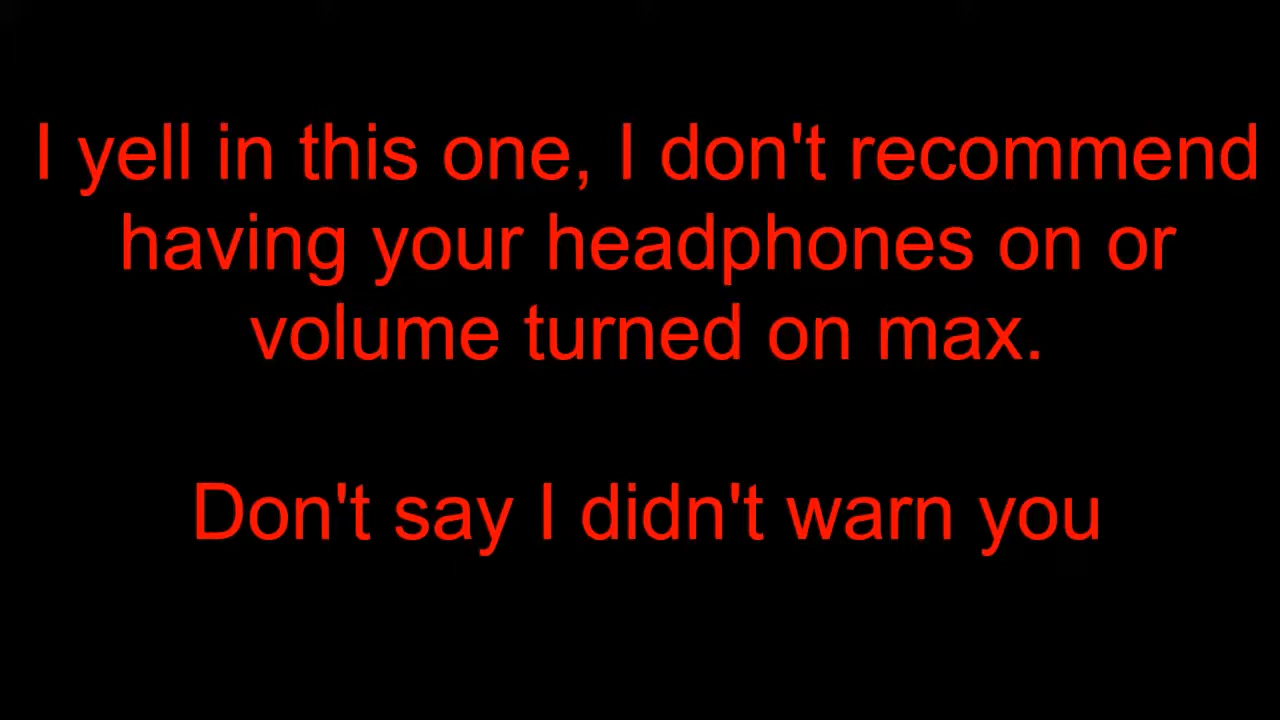 I yell in this one, I don't recommend
having your headphones on or
volume turned on max.
Don't say I didn't warn you